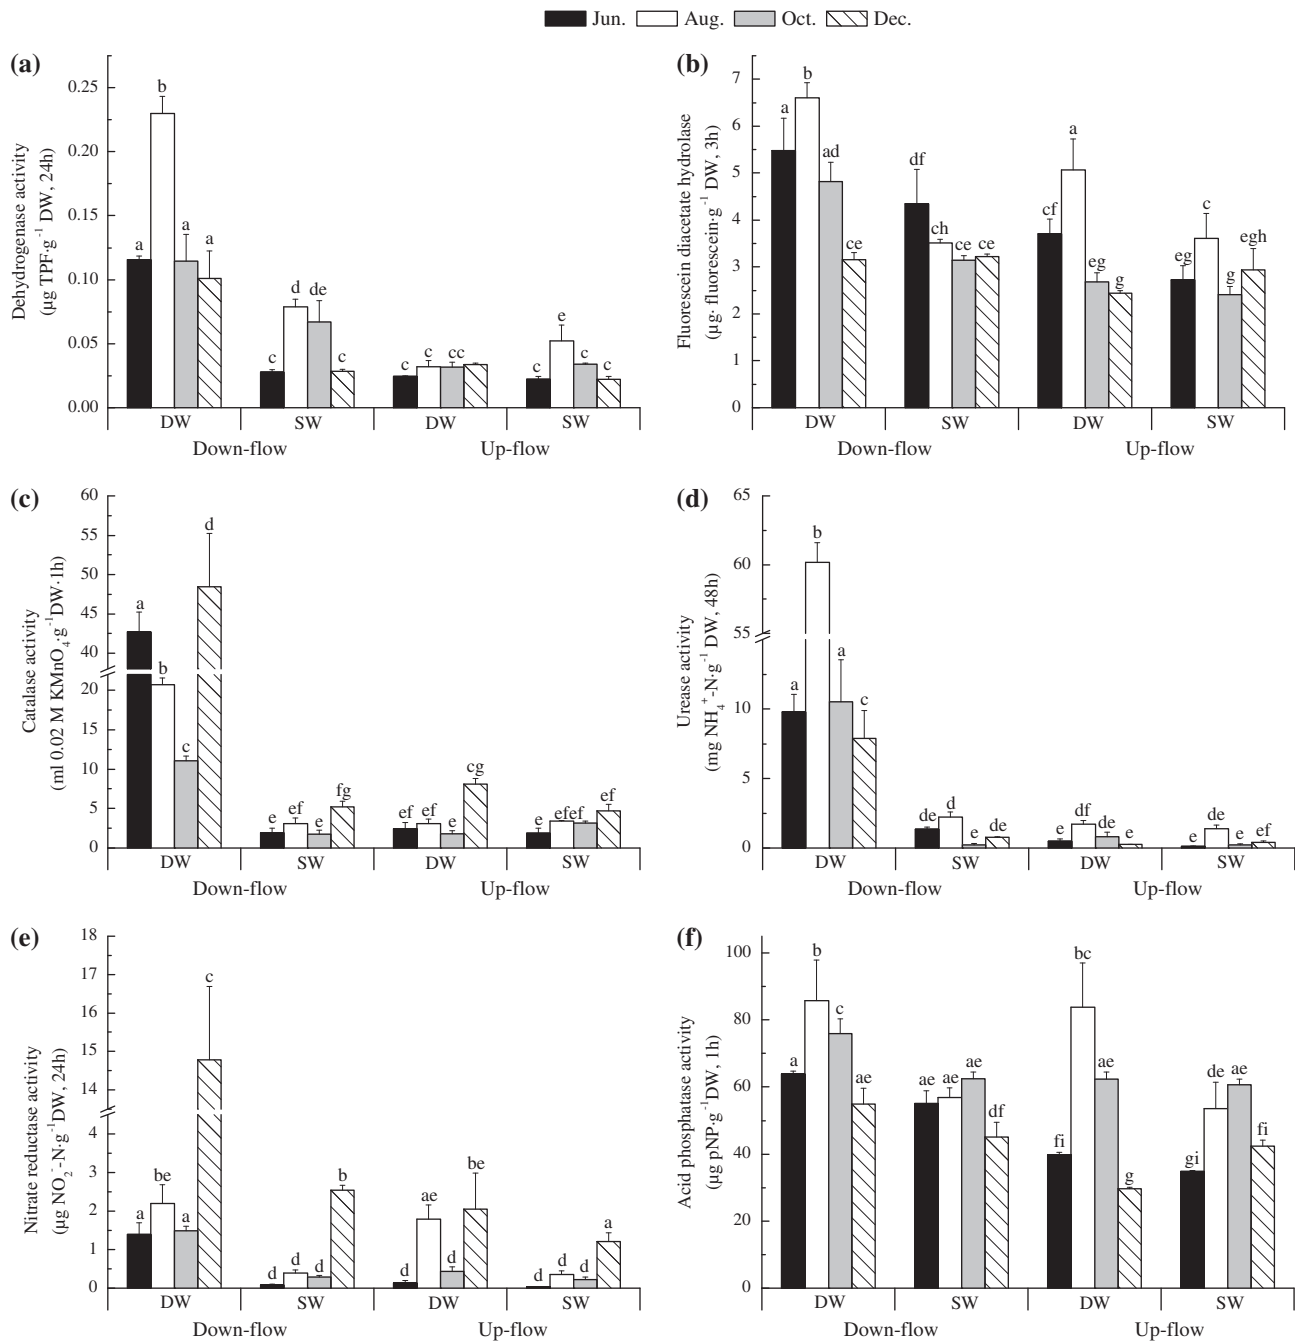 Jun. Aug. Oct. Dec.
(a)
Dehydrogenase activity
(µg TPF·g⁻¹ DW, 24h)
0.25
0.20
0.15
0.10
0.05
0.00
a b a a
c d de c
c c cc
c e c c
DW SW DW SW
Down-flow Up-flow
(b)
Fluorescein diacetate hydrolase
(µg· fluorescein·g⁻¹ DW, 3h)
7
6
5
4
3
2
1
0
a b ad ce
df ch ce ce
cf a eg g
eg c g egh
DW SW DW SW
Down-flow Up-flow
(c)
Catalase activity
(ml 0.02 M KMnO₄·g⁻¹DW·1h)
60
55
50
45
40
20
15
10
5
0
a b c d
e ef e fg
ef ef e cg
e efef ef
DW SW DW SW
Down-flow Up-flow
(d)
Urease activity
(mg NH₄⁺-N·g⁻¹ DW, 48h)
65
60
55
10
5
0
a b a c
de d e de
e df de e
e de e ef
DW SW DW SW
Down-flow Up-flow
(e)
Nitrate reductase activity
(µg NO₂⁻-N·g⁻¹DW, 24h)
18
17
16
15
14
4
3
2
1
0
a be a c
d d d b
d ae d be
d d d a
DW SW DW SW
Down-flow Up-flow
(f)
Acid phosphatase activity
(µg pNP·g⁻¹DW, 1h)
100
80
60
40
20
0
a b c ae
ae ae ae df
fi bc ae g
gi de ae fi
DW SW DW SW
Down-flow Up-flow